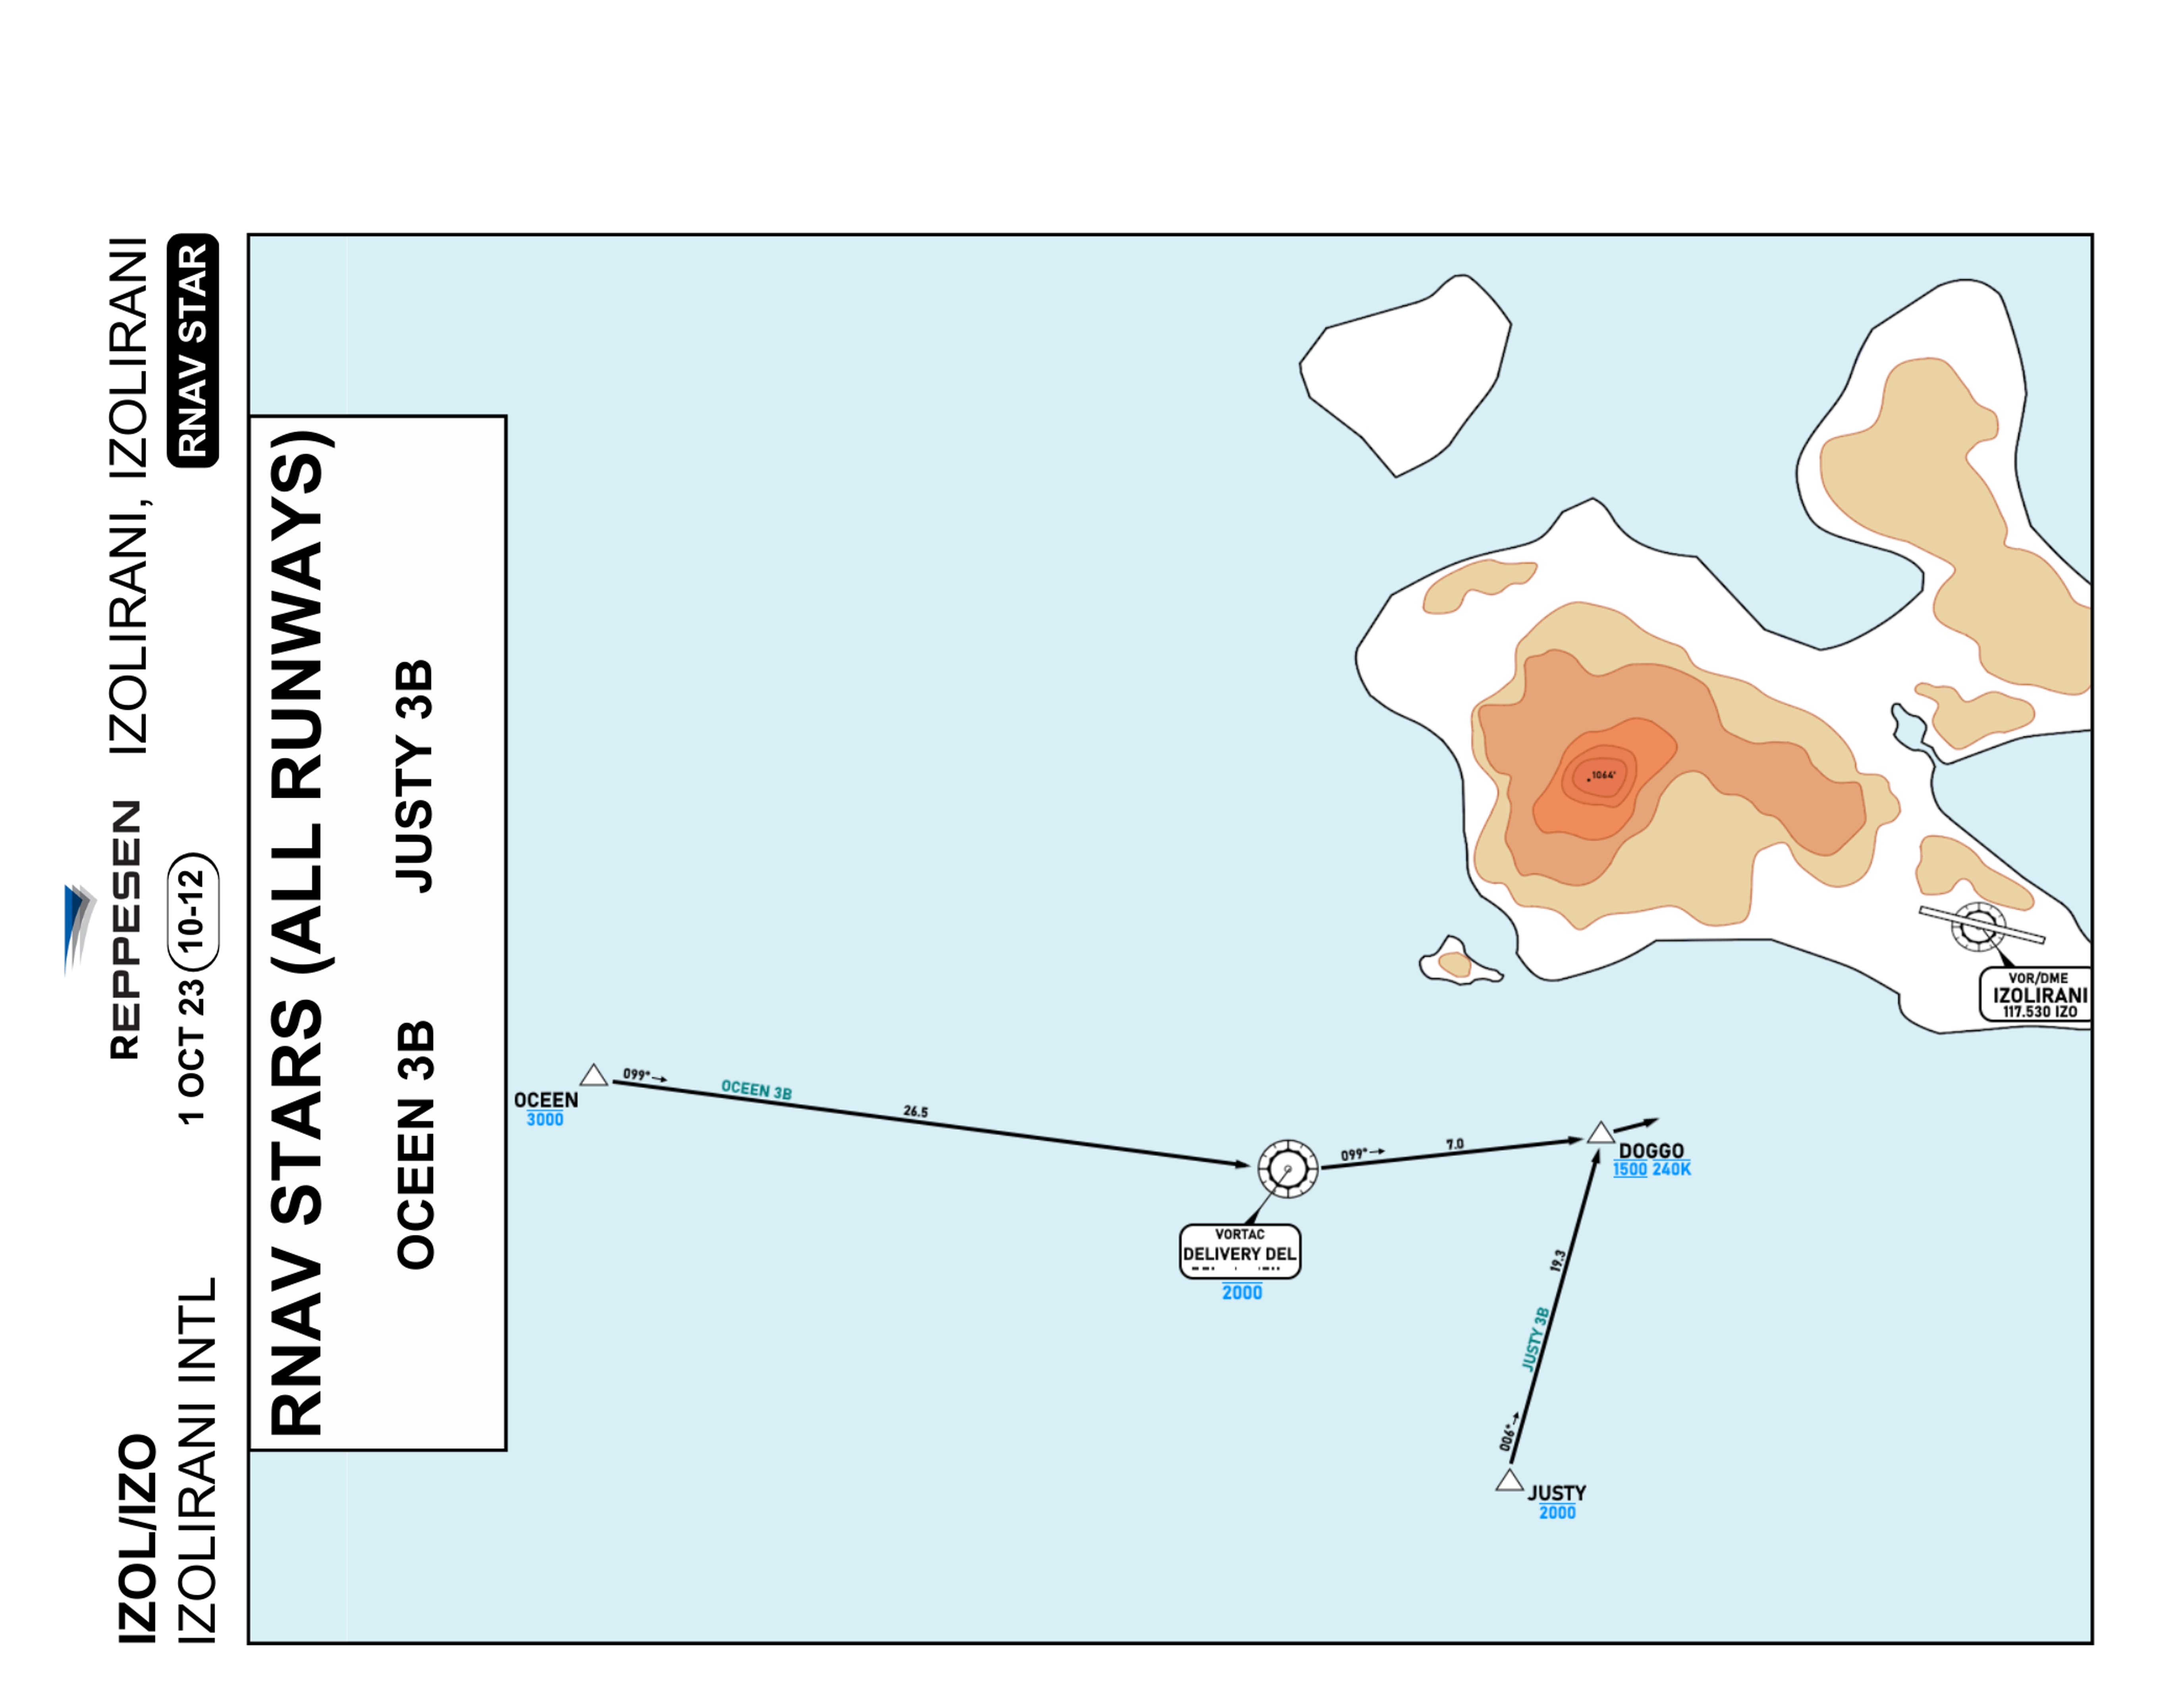 IZOL/IZO
IZOLIRANI INTL
REPPESEN
1 OCT 23 10-12
IZOLIRANI, IZOLIRANI
RNAV STAR
RNAV STARS (ALL RUNWAYS)
OCEEN 3B JUSTY 3B
1064'
VOR/DME
IZOLIRANI
117.530 IZO
OCEEN
3000
099°
OCEEN 3B
26.5
VORTAC
DELIVERY DEL
2000
099°
7.0
DOGGO
1500 240K
19.3
JUSTY 3B
006°
JUSTY
2000